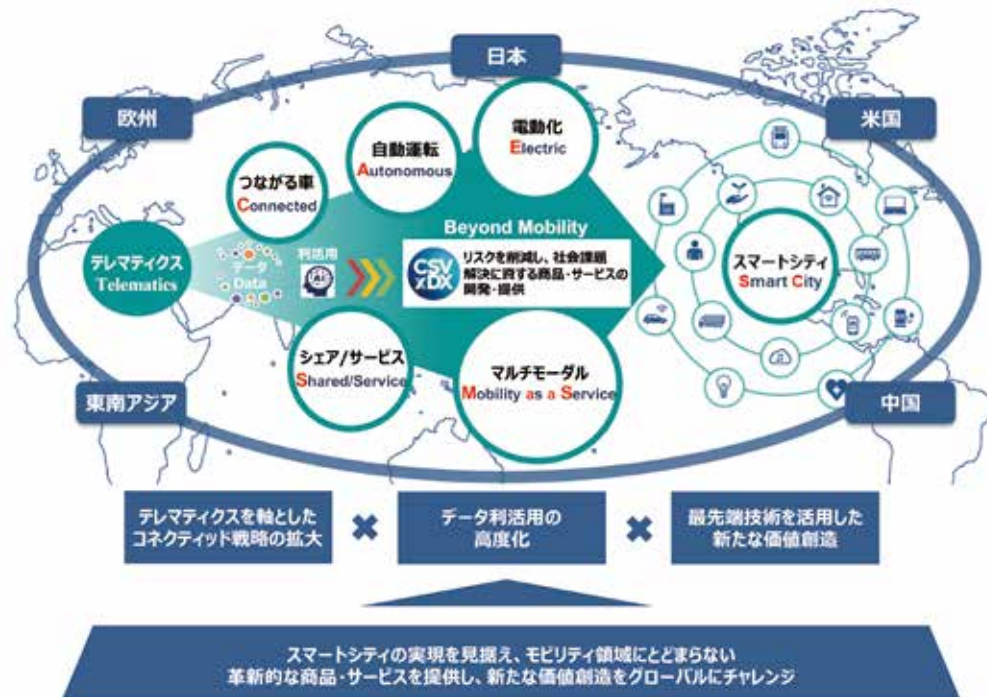 日本
欧州
米国
電動化
Electric
自動運転
Autonomous
つながる車
Connected
Beyond Mobility
テレマティクス
Telematics
データ
Data
利活用
AI
CSV
xDX
リスクを削減し、社会課題
解決に資する商品・サービスの
開発・提供
スマートシティ
Smart City
シェア/サービス
Shared/Service
マルチモーダル
Mobility as a Service
東南アジア
中国
テレマティクスを軸とした
コネクティッド戦略の拡大
データ利活用の
高度化
最先端技術を活用した
新たな価値創造
スマートシティの実現を見据え、モビリティ領域にとどまらない
革新的な商品・サービスを提供し、新たな価値創造をグローバルにチャレンジ